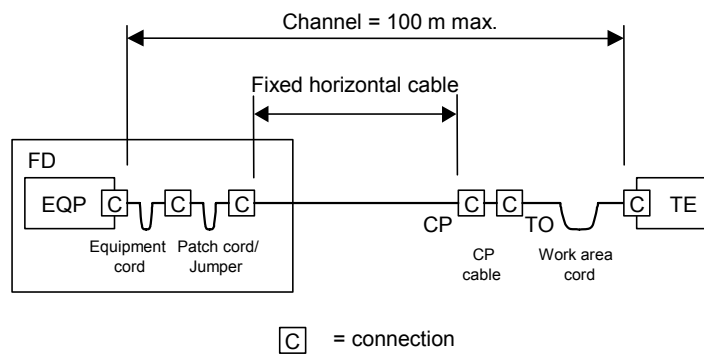 Channel = 100 m max.
Fixed horizontal cable
FD
EQP
C
C
C
C
C
C
TE
CP
TO
Equipment
cord
Patch cord/
Jumper
CP
cable
Work area
cord
C = connection